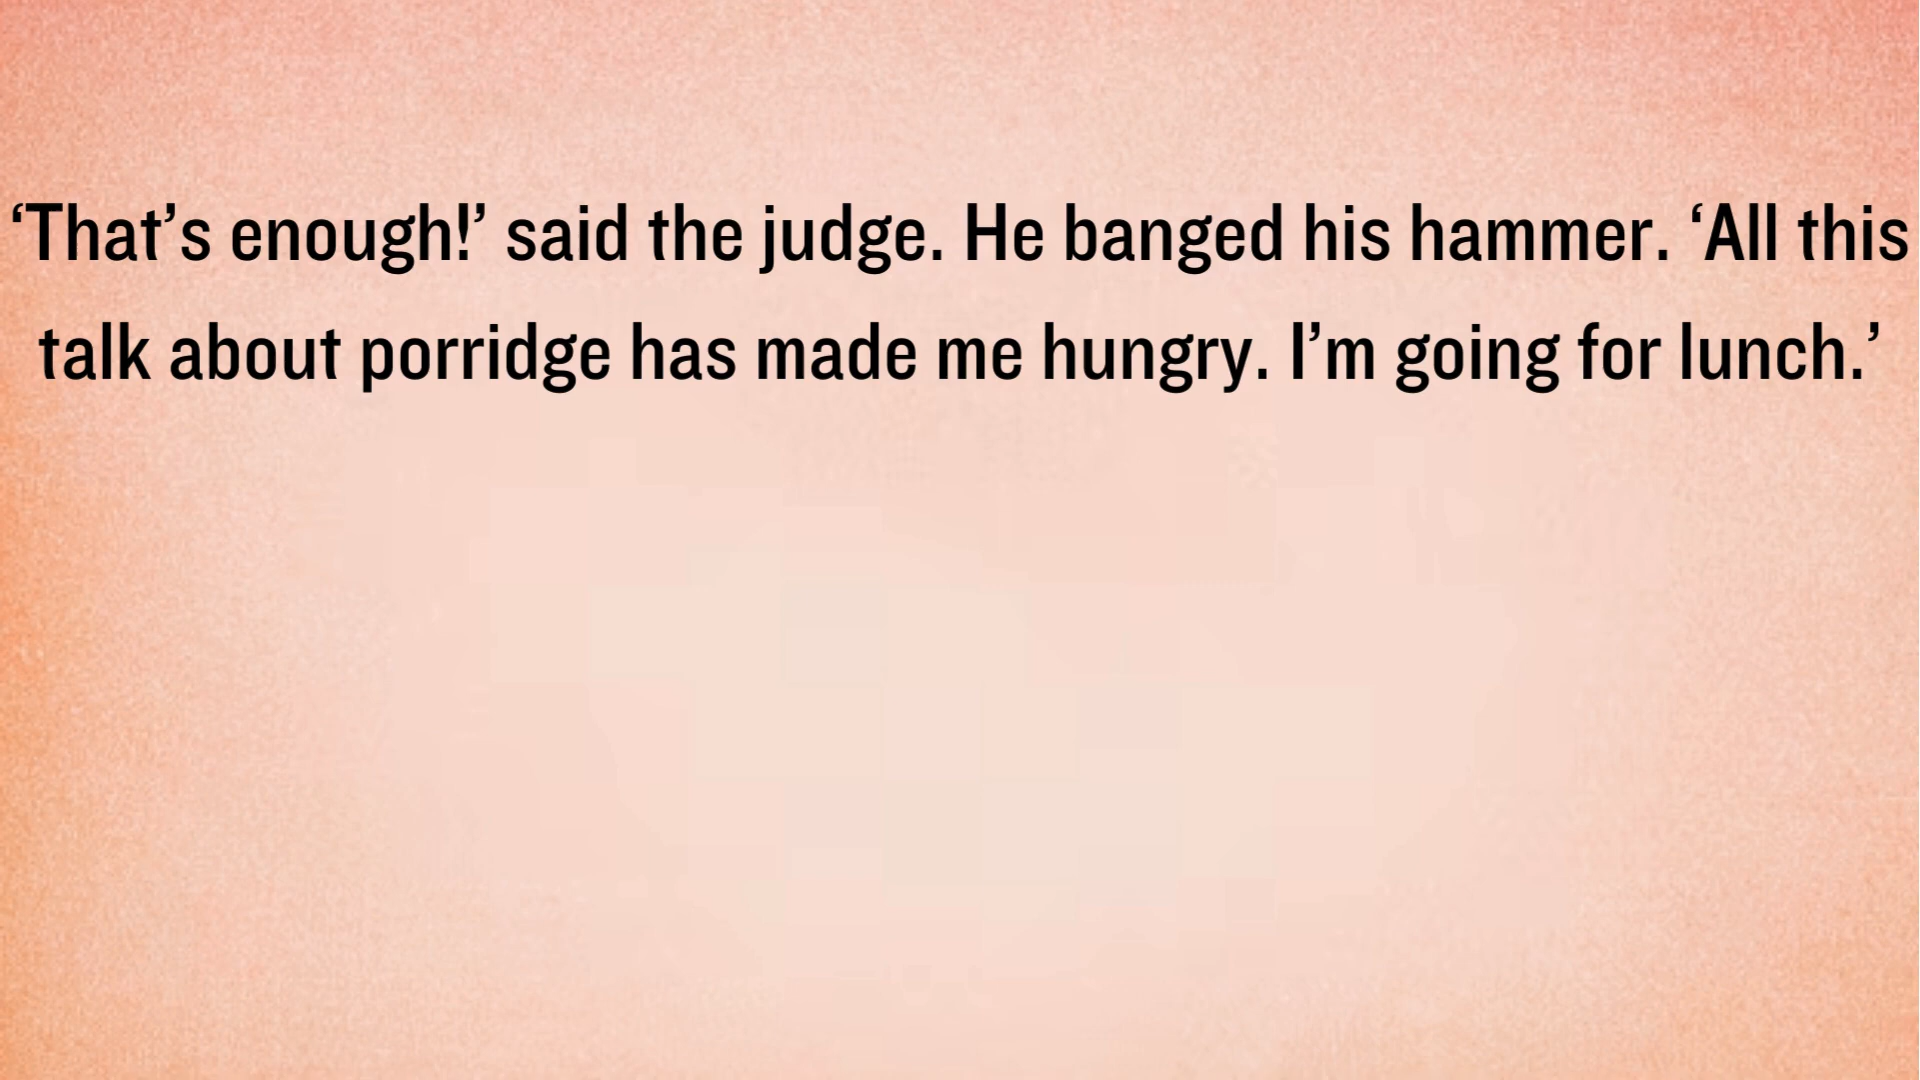 ‘That’s enough!’ said the judge. He banged his hammer. ‘All this
talk about porridge has made me hungry. I’m going for lunch.’